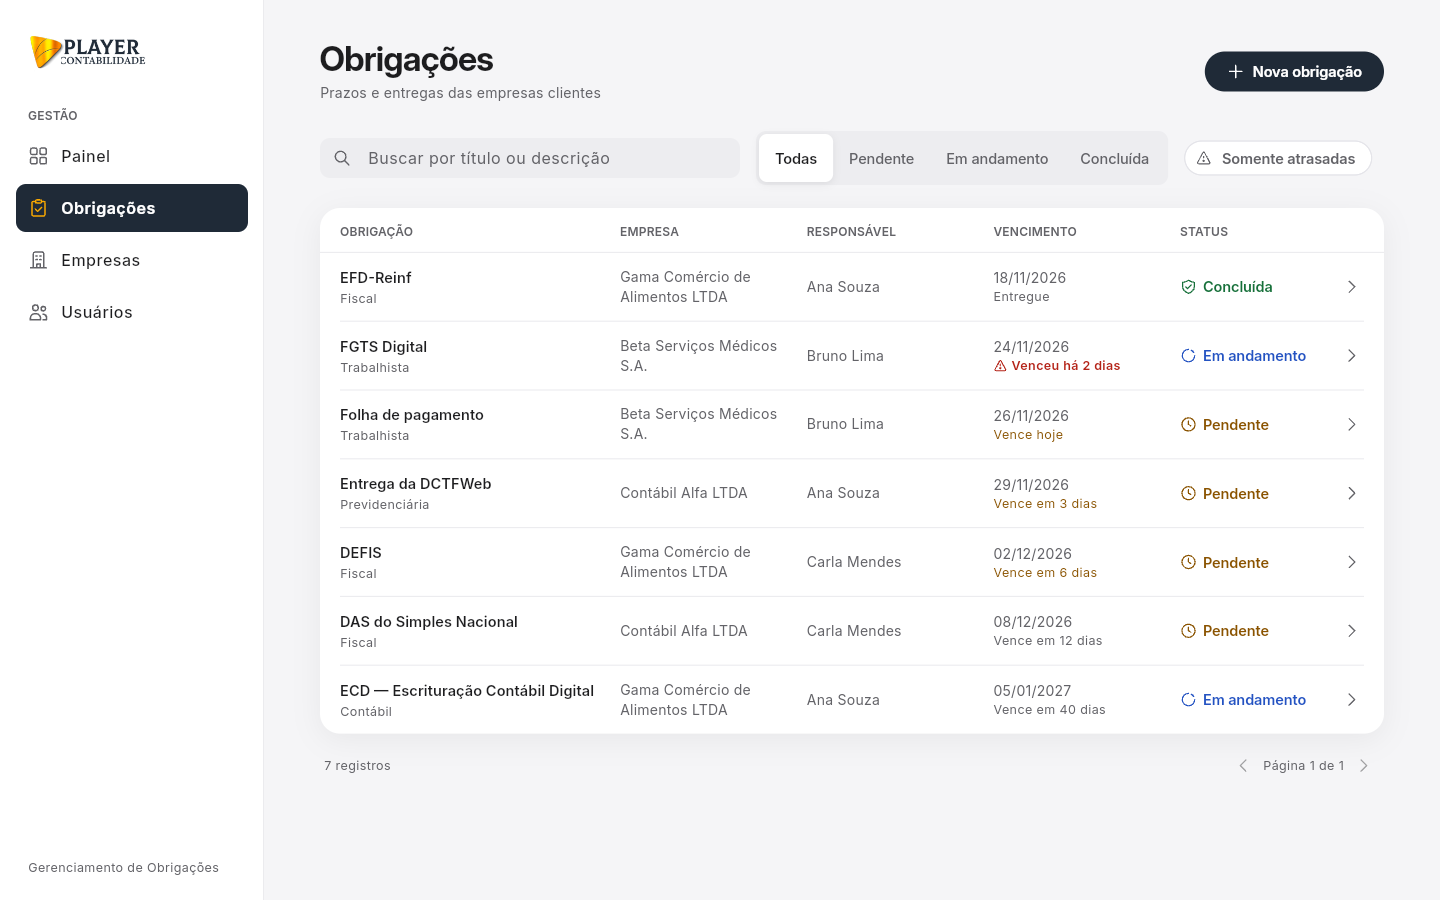 PLAYER
CONTABILIDADE
GESTÃO
Painel
Obrigações
Empresas
Usuários
Gerenciamento de Obrigações
Obrigações
Prazos e entregas das empresas clientes
Nova obrigação
Buscar por título ou descrição
Todas Pendente Em andamento Concluída
Somente atrasadas
OBRIGAÇÃO EMPRESA RESPONSÁVEL VENCIMENTO STATUS
EFD-Reinf
Fiscal
Gama Comércio de
Alimentos LTDA
Ana Souza
18/11/2026
Entregue
Concluída
FGTS Digital
Trabalhista
Beta Serviços Médicos
S.A.
Bruno Lima
24/11/2026
Venceu há 2 dias
Em andamento
Folha de pagamento
Trabalhista
Beta Serviços Médicos
S.A.
Bruno Lima
26/11/2026
Vence hoje
Pendente
Entrega da DCTFWeb
Previdenciária
Contábil Alfa LTDA
Ana Souza
29/11/2026
Vence em 3 dias
Pendente
DEFIS
Fiscal
Gama Comércio de
Alimentos LTDA
Carla Mendes
02/12/2026
Vence em 6 dias
Pendente
DAS do Simples Nacional
Fiscal
Contábil Alfa LTDA
Carla Mendes
08/12/2026
Vence em 12 dias
Pendente
ECD — Escrituração Contábil Digital
Contábil
Gama Comércio de
Alimentos LTDA
Ana Souza
05/01/2027
Vence em 40 dias
Em andamento
7 registros
Página 1 de 1